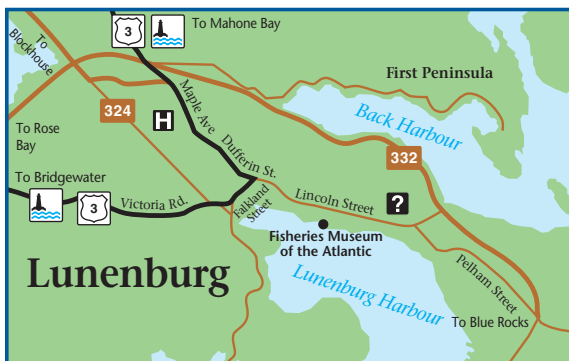 3
To Mahone Bay
To
Blockhouse
First Peninsula
Maple Ave
324
H
Back Harbour
To Rose
Bay
Dufferin St.
332
To Bridgewater
3
Victoria Rd.
Falkland
Street
Lincoln Street
?
Fisheries Museum
of the Atlantic
Lunenburg
Lunenburg Harbour
Pelham Street
To Blue Rocks